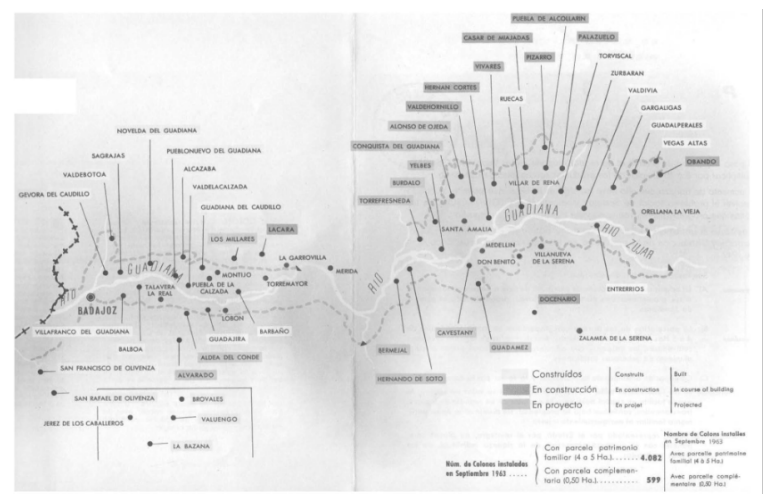 PUEBLA DE ALCOLLARIN
CASAR DE MIAJADAS
PALAZUELO
PIZARRO
TORVISCAL
VIVARES
ZURBARAN
HERNAN CORTES
RUECAS
VALDIVIA
VALDEHORNILLO
GARGALIGAS
ALONSO DE OJEDA
GUADALPERALES
NOVELDA DEL GUADIANA
CONQUISTA DEL GUADIANA
VEGAS ALTAS
PUEBLONUEVO DEL GUADIANA
SAGRAJAS
YELBES
OBANDO
ALCAZABA
VALDEBOTOA
BURDALO
VILLAR DE RENA
VALDELACALZADA
GEVORA DEL CAUDILLO
TORREFRESNEDA
GUADIANA DEL CAUDILLO
GUADIANA
ORELLANA LA VIEJA
LACARA
SANTA AMALIA
LOS MILLARES
RIO ZUJAR
MEDELLIN
LA GARROVILLA
VILLANUEVA
DE LA SERENA
DON BENITO
MERIDA
GUADIANA
MONTIJO
RIO
TORREMAYOR
TALAVERA
LA REAL
PUEBLA DE LA
CALZADA
ENTRERRIOS
RIO
BADAJOZ
DOCENARIO
LOBON
VILLAFRANCO DEL GUADIANA
BARBAÑO
CAYESTANY
ZALAMEA DE LA SERENA
GUADAJIRA
GUADAMEZ
BALBOA
BERMEJAL
ALDEA DEL CONDE
SAN FRANCISCO DE OLIVENZA
ALVARADO
HERNANDO DE SOTO
Construídos Construits Built
En construcción En construction In course of building
En proyecto En projet Projected
SAN RAFAEL DE OLIVENZA
BROVALES
JEREZ DE LOS CABALLEROS
VALUENGO
LA BAZANA
Núm. de Colonos instalados
en Septiembre 1963 .....
Con parcela patrimonio
familiar (4 a 5 Ha.)....... 4.082
Con parcela complemen-
taria (0,50 Ha.)........... 599
Nombre de Colons installes
en Septembre 1963
Avec parcelle patrimoine
familial (4 à 5 Ha.)
Avec parcelle complé-
mentaire (0,50 Ha.)